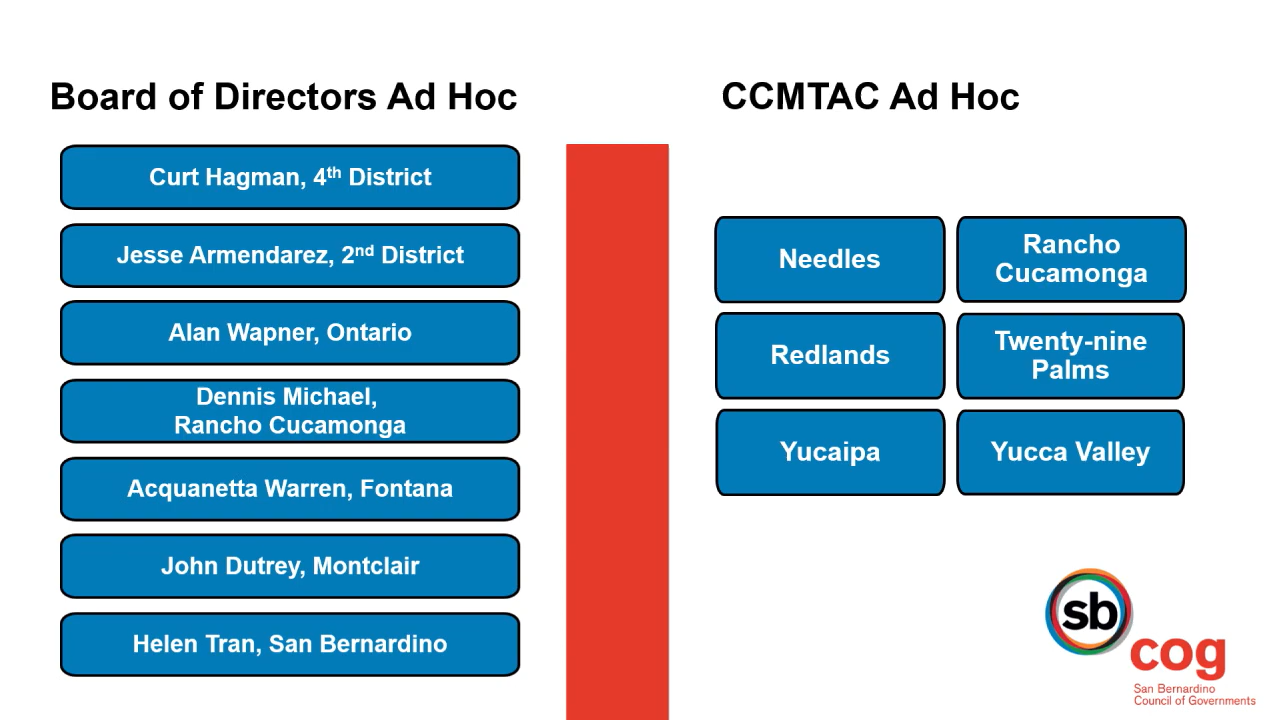 Board of Directors Ad Hoc
Curt Hagman, 4th District
Jesse Armendarez, 2nd District
Alan Wapner, Ontario
Dennis Michael,
Rancho Cucamonga
Acquanetta Warren, Fontana
John Dutrey, Montclair
Helen Tran, San Bernardino
CCMTAC Ad Hoc
Needles
Rancho
Cucamonga
Redlands
Twenty-nine
Palms
Yucaipa
Yucca Valley
sb
cog
San Bernardino
Council of Governments